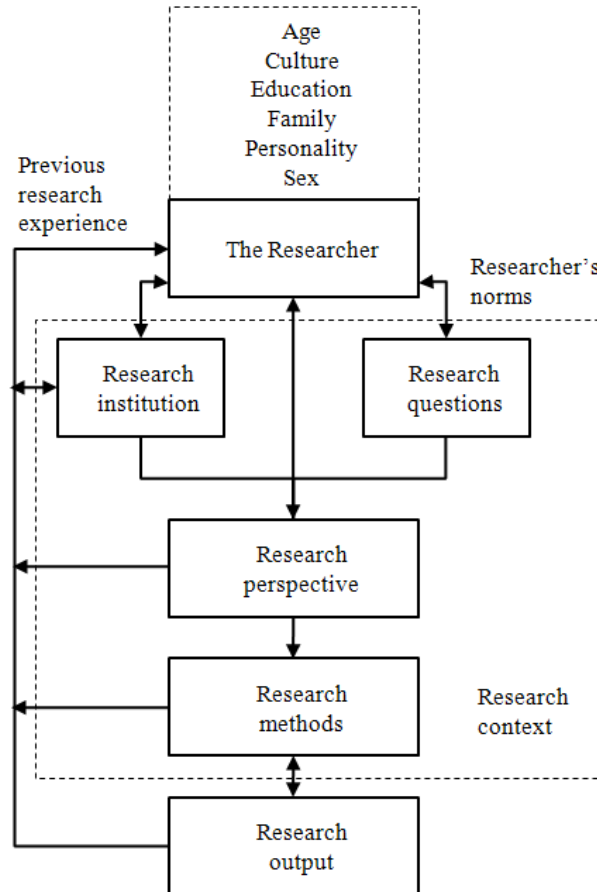 Age
Culture
Education
Family
Personality
Sex
Previous
research
experience
The Researcher
Researcher's
norms
Research
institution
Research
questions
Research
perspective
Research
methods
Research
context
Research
output